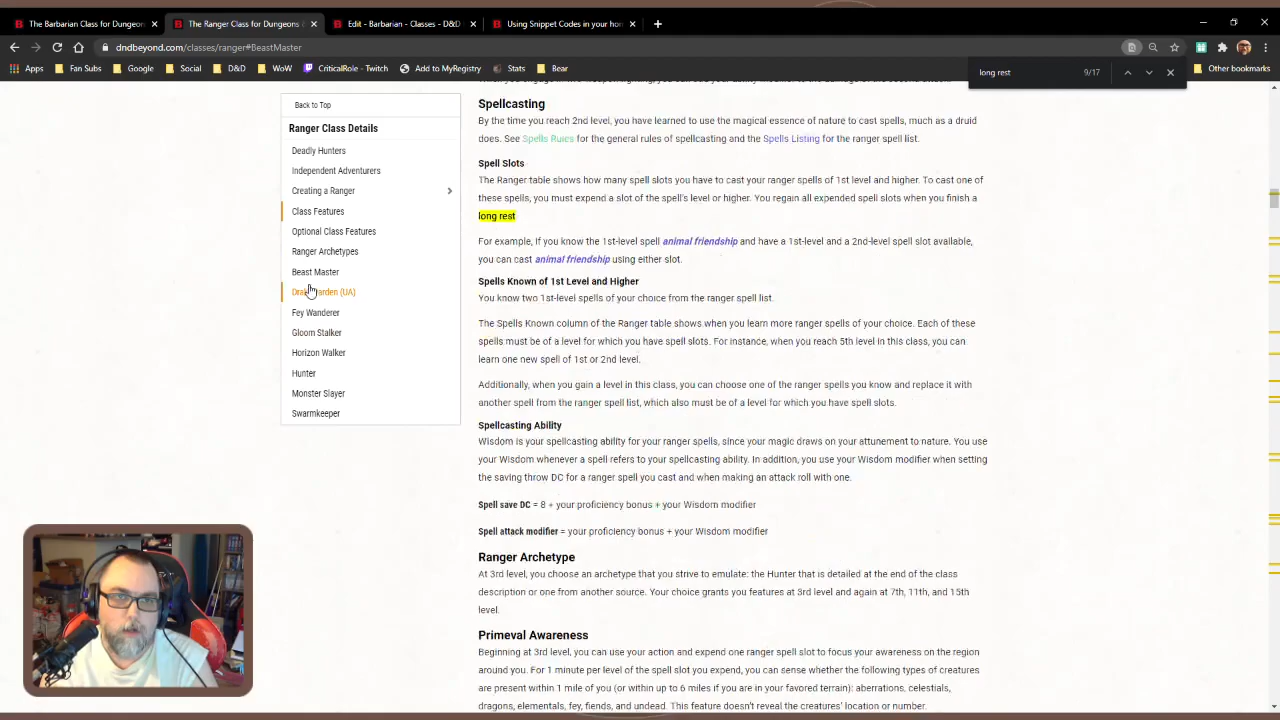 The Barbarian Class for Dungeon
The Ranger Class for Dungeons &
Edit - Barbarian - Classes - D&D
Using Snippet Codes in your hom
dndbeyond.com/classes/ranger#BeastMaster
Apps
Fan Subs
Google
Social
D&D
WoW
CriticalRole - Twitch
Add to MyRegistry
Stats
Bear
Other bookmarks
long rest
9/17
Back to Top
Ranger Class Details
Deadly Hunters
Independent Adventurers
Creating a Ranger
Class Features
Optional Class Features
Ranger Archetypes
Beast Master
(UA)
Fey Wanderer
Gloom Stalker
Horizon Walker
Hunter
Monster Slayer
Swarmkeeper
Spellcasting
By the time you reach 2nd level, you have learned to use the magical essence of nature to cast spells, much as a druid
does. See Spells Rules for the general rules of spellcasting and the Spells Listing for the ranger spell list.
Spell Slots
The Ranger table shows how many spell slots you have to cast your ranger spells of 1st level and higher. To cast one of
these spells, you must expend a slot of the spell's level or higher. You regain all expended spell slots when you finish a
long rest
For example, if you know the 1st-level spell animal friendship and have a 1st-level and a 2nd-level spell slot available,
you can cast animal friendship using either slot.
Spells Known of 1st Level and Higher
You know two 1st-level spells of your choice from the ranger spell list.
The Spells Known column of the Ranger table shows when you learn more ranger spells of your choice. Each of these
spells must be of a level for which you have spell slots. For instance, when you reach 5th level in this class, you can
learn one new spell of 1st or 2nd level.
Additionally, when you gain a level in this class, you can choose one of the ranger spells you know and replace it with
another spell from the ranger spell list, which also must be of a level for which you have spell slots.
Spellcasting Ability
Wisdom is your spellcasting ability for your ranger spells, since your magic draws on your attunement to nature. You use
your Wisdom whenever a spell refers to your spellcasting ability. In addition, you use your Wisdom modifier when setting
the saving throw DC for a ranger spell you cast and when making an attack roll with one.
Spell save DC = 8 + your proficiency bonus + your Wisdom modifier
Spell attack modifier = your proficiency bonus + your Wisdom modifier
Ranger Archetype
At 3rd level, you choose an archetype that you strive to emulate: the Hunter that is detailed at the end of the class
description or one from another source. Your choice grants you features at 3rd level and again at 7th, 11th, and 15th
level.
Primeval Awareness
Beginning at 3rd level, you can use your action and expend one ranger spell slot to focus your awareness on the region
around you. For 1 minute per level of the spell slot you expend, you can sense whether the following types of creatures
are present within 1 mile of you (or within up to 6 miles if you are in your favored terrain): aberrations, celestials,
dragons, elementals, fey, fiends, and undead. This feature doesn't reveal the creatures' location or number.